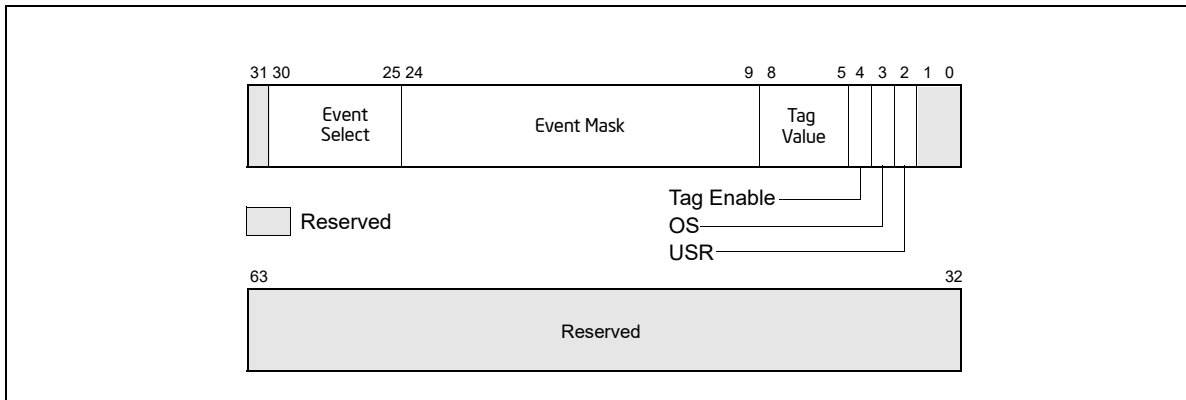 31 30 25 24 9 8 5 4 3 2 1 0
Event
Select
Event Mask
Tag
Value
Tag Enable
Reserved
OS
USR
63 32
Reserved